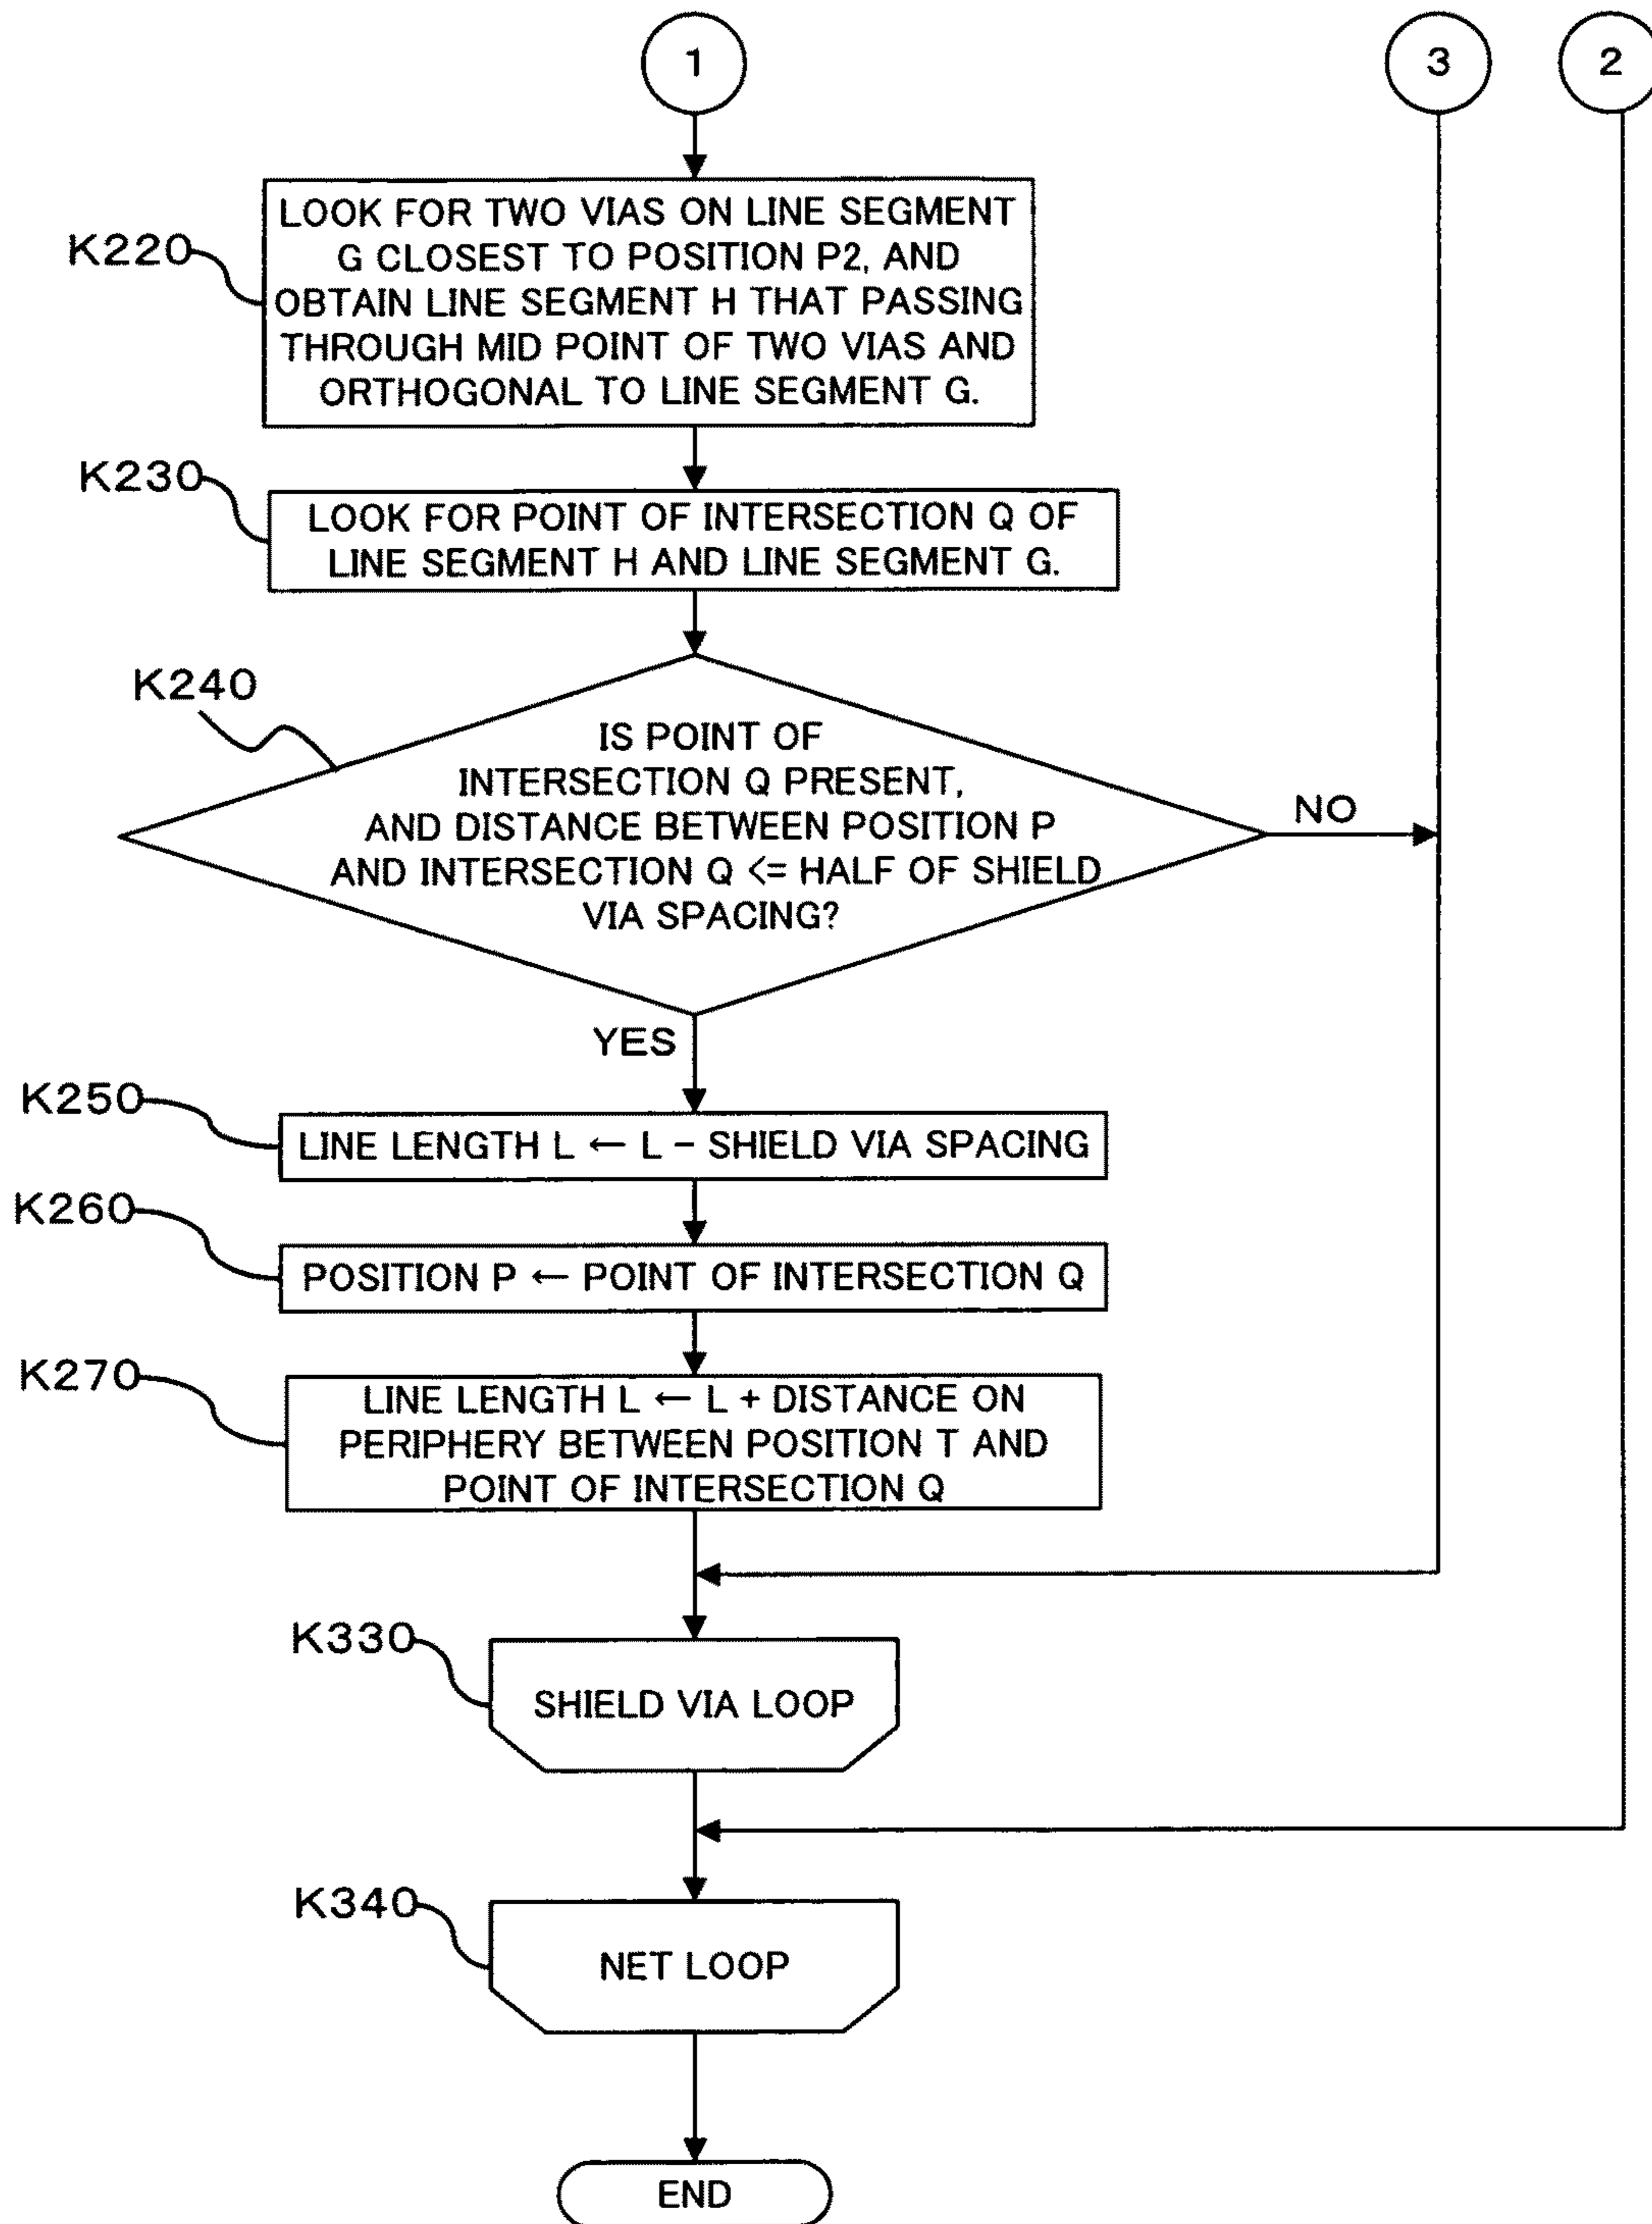 1
3
2
K220
LOOK FOR TWO VIAS ON LINE SEGMENT
G CLOSEST TO POSITION P2, AND
OBTAIN LINE SEGMENT H THAT PASSING
THROUGH MID POINT OF TWO VIAS AND
ORTHOGONAL TO LINE SEGMENT G.
K230
LOOK FOR POINT OF INTERSECTION Q OF
LINE SEGMENT H AND LINE SEGMENT G.
K240
IS POINT OF
INTERSECTION Q PRESENT,
AND DISTANCE BETWEEN POSITION P
AND INTERSECTION Q <= HALF OF SHIELD
VIA SPACING?
NO
YES
K250
LINE LENGTH L ← L − SHIELD VIA SPACING
K260
POSITION P ← POINT OF INTERSECTION Q
K270
LINE LENGTH L ← L + DISTANCE ON
PERIPHERY BETWEEN POSITION T AND
POINT OF INTERSECTION Q
K330
SHIELD VIA LOOP
K340
NET LOOP
END